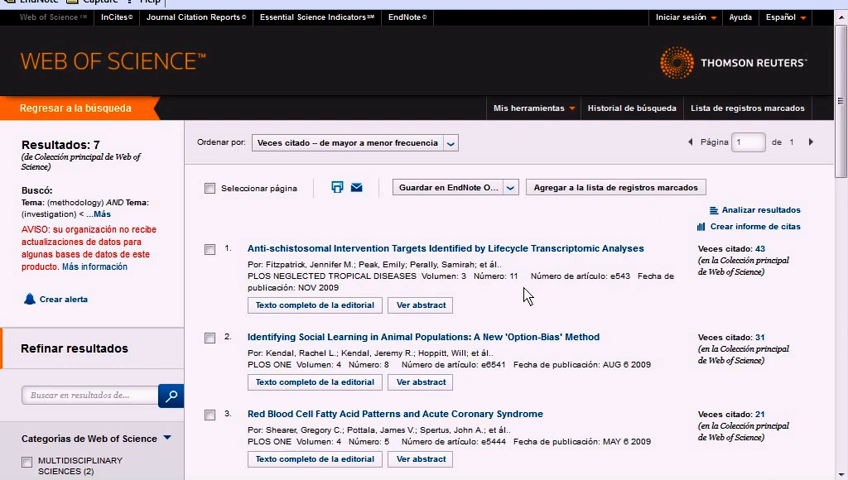 EndNote Capture Help
Web of Science™ InCites® Journal Citation Reports® Essential Science Indicators℠ EndNote® Iniciar sesión Ayuda Español
WEB OF SCIENCE™
THOMSON REUTERS™
Regresar a la búsqueda Mis herramientas Historial de búsqueda Lista de registros marcados
Resultados: 7
(de Colección principal de Web of
Science)
Buscó:
Tema: (methodology) AND Tema:
(investigation) < ...Más
AVISO: su organización no recibe
actualizaciones de datos para
algunas bases de datos de este
producto. Más información
Crear alerta
Refinar resultados
Buscar en resultados de...
Categorías de Web of Science
MULTIDISCIPLINARY
SCIENCES (2)
Ordenar por: Veces citado -- de mayor a menor frecuencia Página 1 de 1
Seleccionar página Guardar en EndNote O... Agregar a la lista de registros marcados
Analizar resultados
Crear informe de citas
1. Anti-schistosomal Intervention Targets Identified by Lifecycle Transcriptomic Analyses
Por: Fitzpatrick, Jennifer M.; Peak, Emily; Perally, Samirah; et ál..
PLOS NEGLECTED TROPICAL DISEASES Volumen: 3 Número: 11 Número de artículo: e543 Fecha de
publicación: NOV 2009
Texto completo de la editorial Ver abstract
Veces citado: 43
(en la Colección principal
de Web of Science)
2. Identifying Social Learning in Animal Populations: A New 'Option-Bias' Method
Por: Kendal, Rachel L.; Kendal, Jeremy R.; Hoppitt, Will; et ál..
PLOS ONE Volumen: 4 Número: 8 Número de artículo: e6541 Fecha de publicación: AUG 6 2009
Texto completo de la editorial Ver abstract
Veces citado: 31
(en la Colección principal
de Web of Science)
3. Red Blood Cell Fatty Acid Patterns and Acute Coronary Syndrome
Por: Shearer, Gregory C.; Pottala, James V.; Spertus, John A.; et ál..
PLOS ONE Volumen: 4 Número: 5 Número de artículo: e5444 Fecha de publicación: MAY 6 2009
Texto completo de la editorial Ver abstract
Veces citado: 21
(en la Colección principal
de Web of Science)